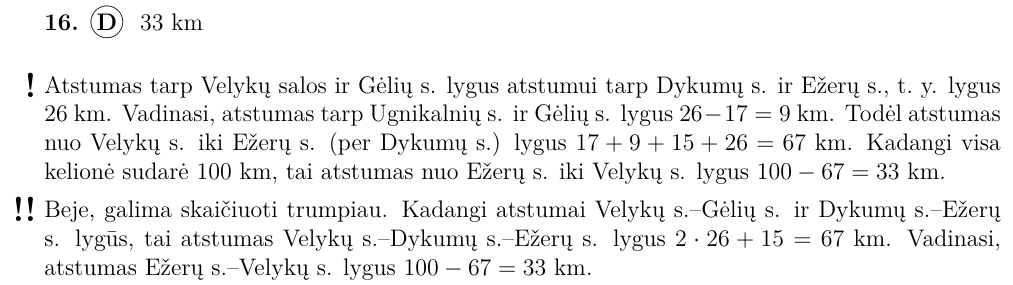 16. D 33 km
! Atstumas tarp Velykų salos ir Gėlių s. lygus atstumui tarp Dykumų s. ir Ežerų s., t. y. lygus
26 km. Vadinasi, atstumas tarp Ugnikalnių s. ir Gėlių s. lygus 26−17 = 9 km. Todėl atstumas
nuo Velykų s. iki Ežerų s. (per Dykumų s.) lygus 17 + 9 + 15 + 26 = 67 km. Kadangi visa
kelionė sudarė 100 km, tai atstumas nuo Ežerų s. iki Velykų s. lygus 100 − 67 = 33 km.
!! Beje, galima skaičiuoti trumpiau. Kadangi atstumai Velykų s.–Gėlių s. ir Dykumų s.–Ežerų
s. lygūs, tai atstumas Velykų s.–Dykumų s.–Ežerų s. lygus 2 · 26 + 15 = 67 km. Vadinasi,
atstumas Ežerų s.–Velykų s. lygus 100 − 67 = 33 km.